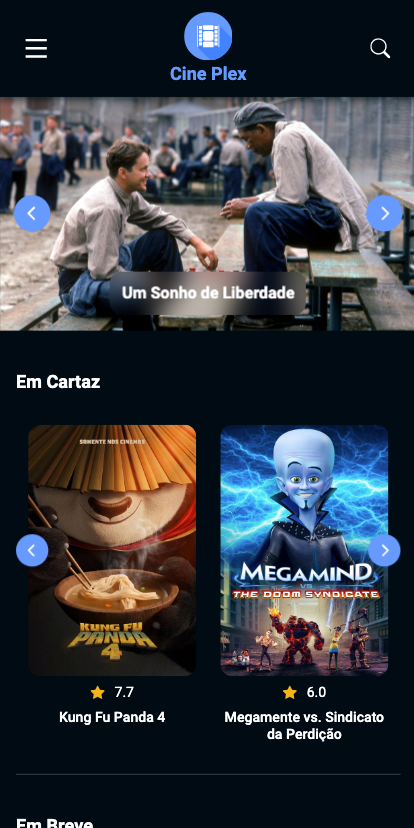 Cine Plex
Um Sonho de Liberdade
Em Cartaz
SOMENTE NOS CINEMAS
KUNG FU
PANDA
4
MEGAMIND
VS
THE DOOM SYNDICATE
7.7
6.0
Kung Fu Panda 4
Megamente vs. Sindicato
da Perdição
Em Breve